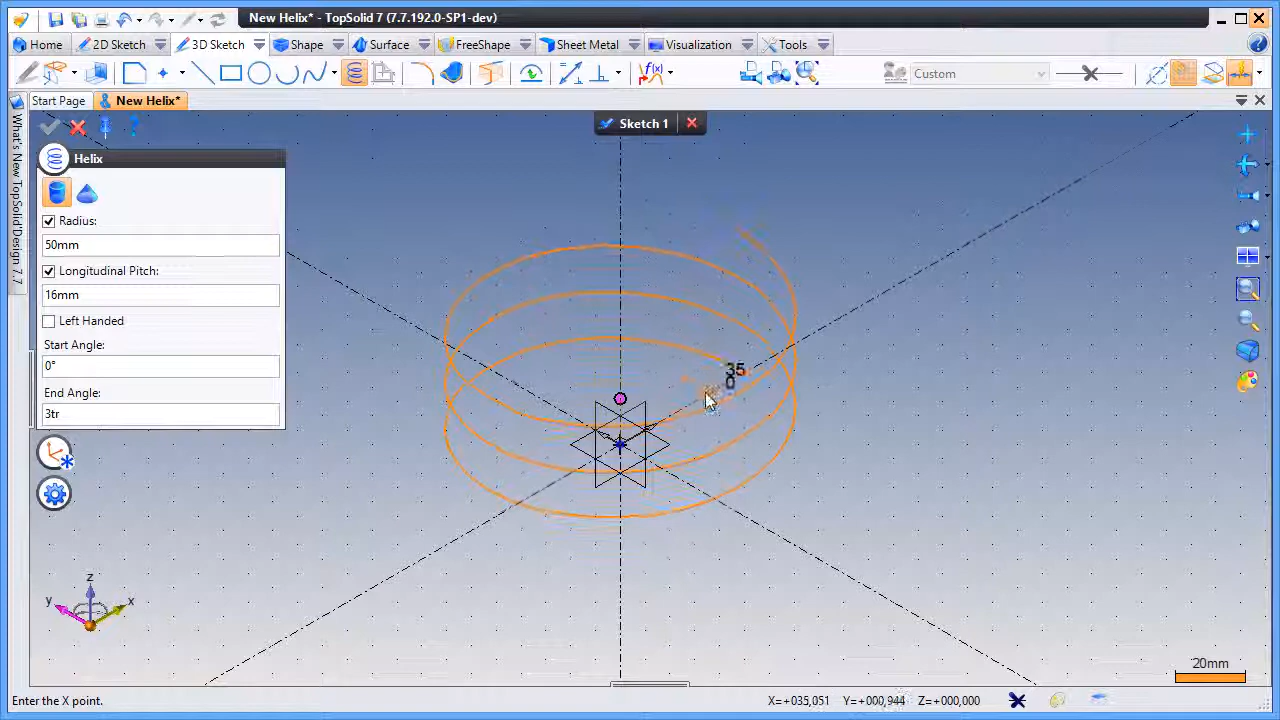 New Helix* - TopSolid 7 (7.7.192.0-SP1-dev)
Home
2D Sketch
3D Sketch
Shape
Surface
FreeShape
Sheet Metal
Visualization
Tools
Custom
Start Page
New Helix*
What's New TopSolid'Design 7.7
Sketch 1
Helix
Radius:
50mm
Longitudinal Pitch:
16mm
Left Handed
Start Angle:
0°
End Angle:
3tr
35
0
z
y
x
20mm
Enter the X point.
X=+035,051 Y=+000,944 Z=+000,000